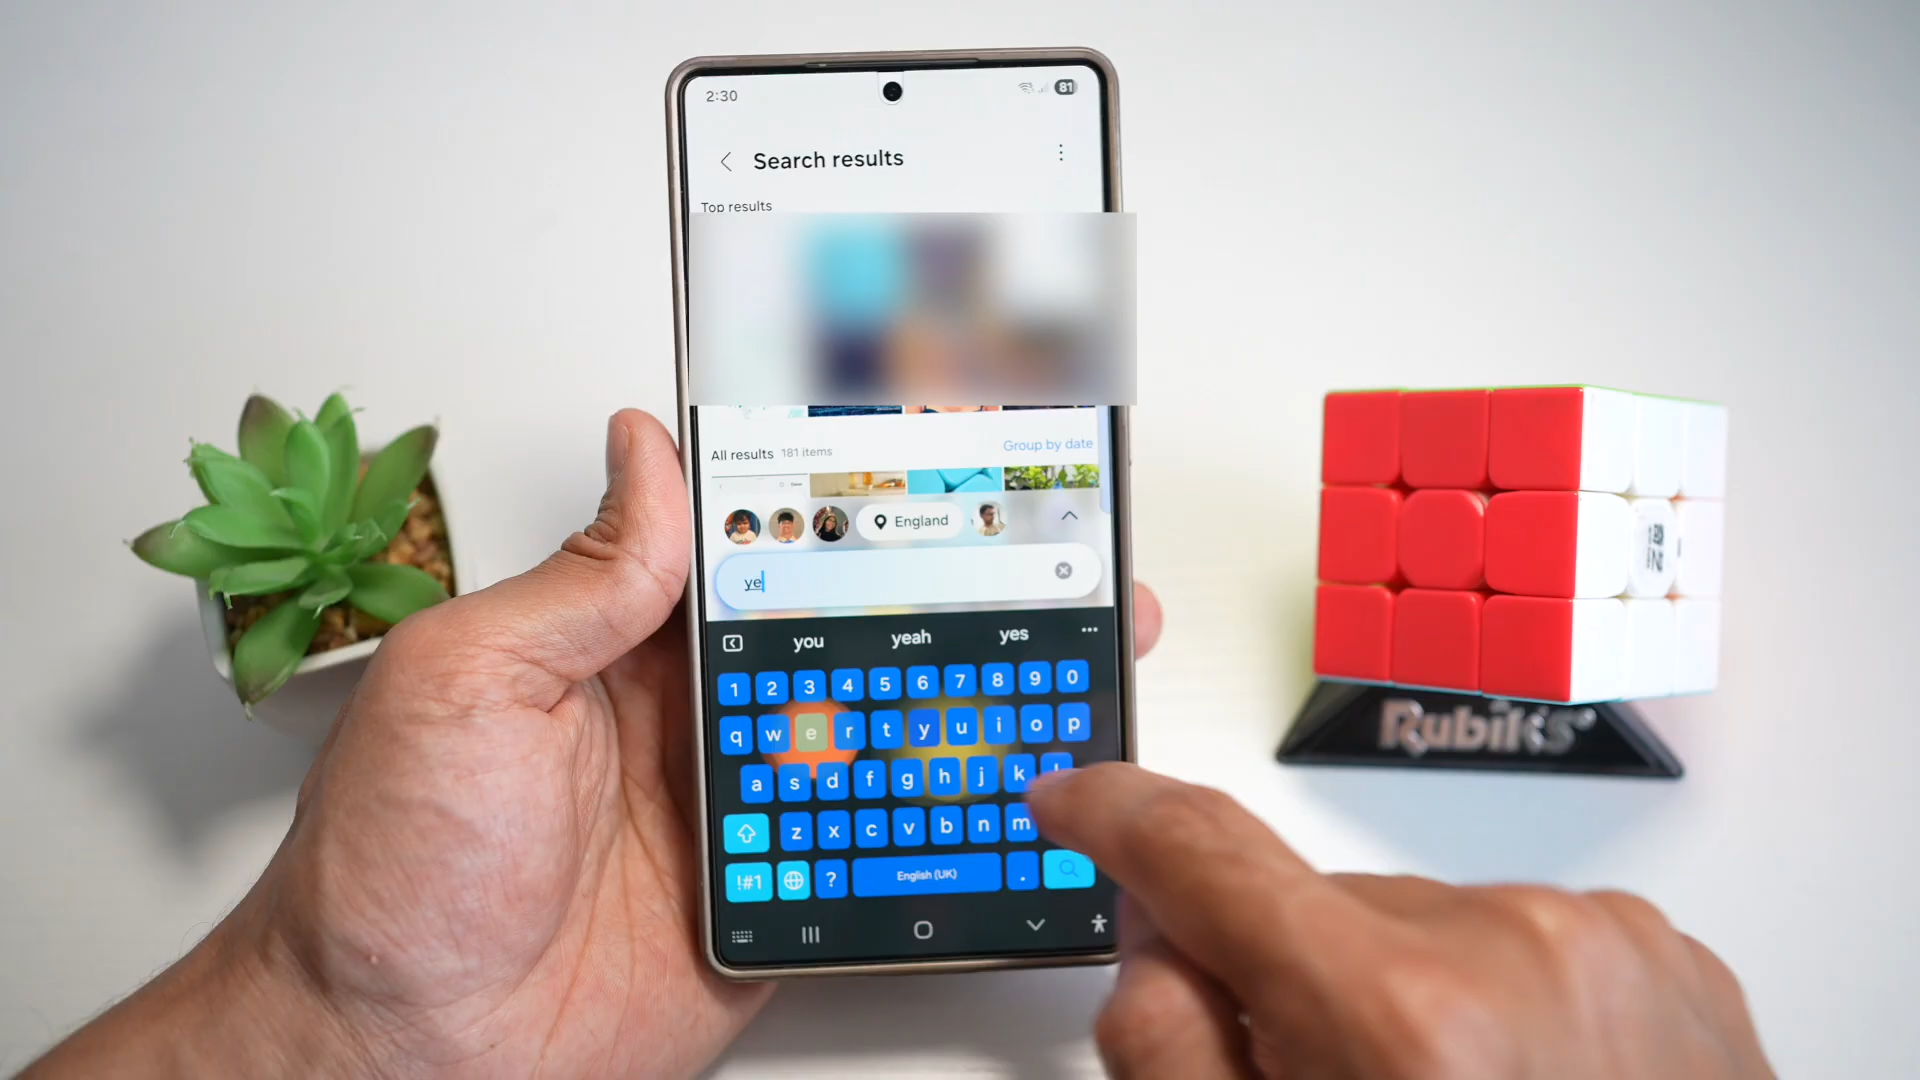 2:30
81
Search results
Top results
All results 181 items
Group by date
England
ye
you yeah yes
1 2 3 4 5 6 7 8 9 0
q w e r t y u i o p
a s d f g h j k l
z x c v b n m
!#1 ? English (UK) .
Rubik's